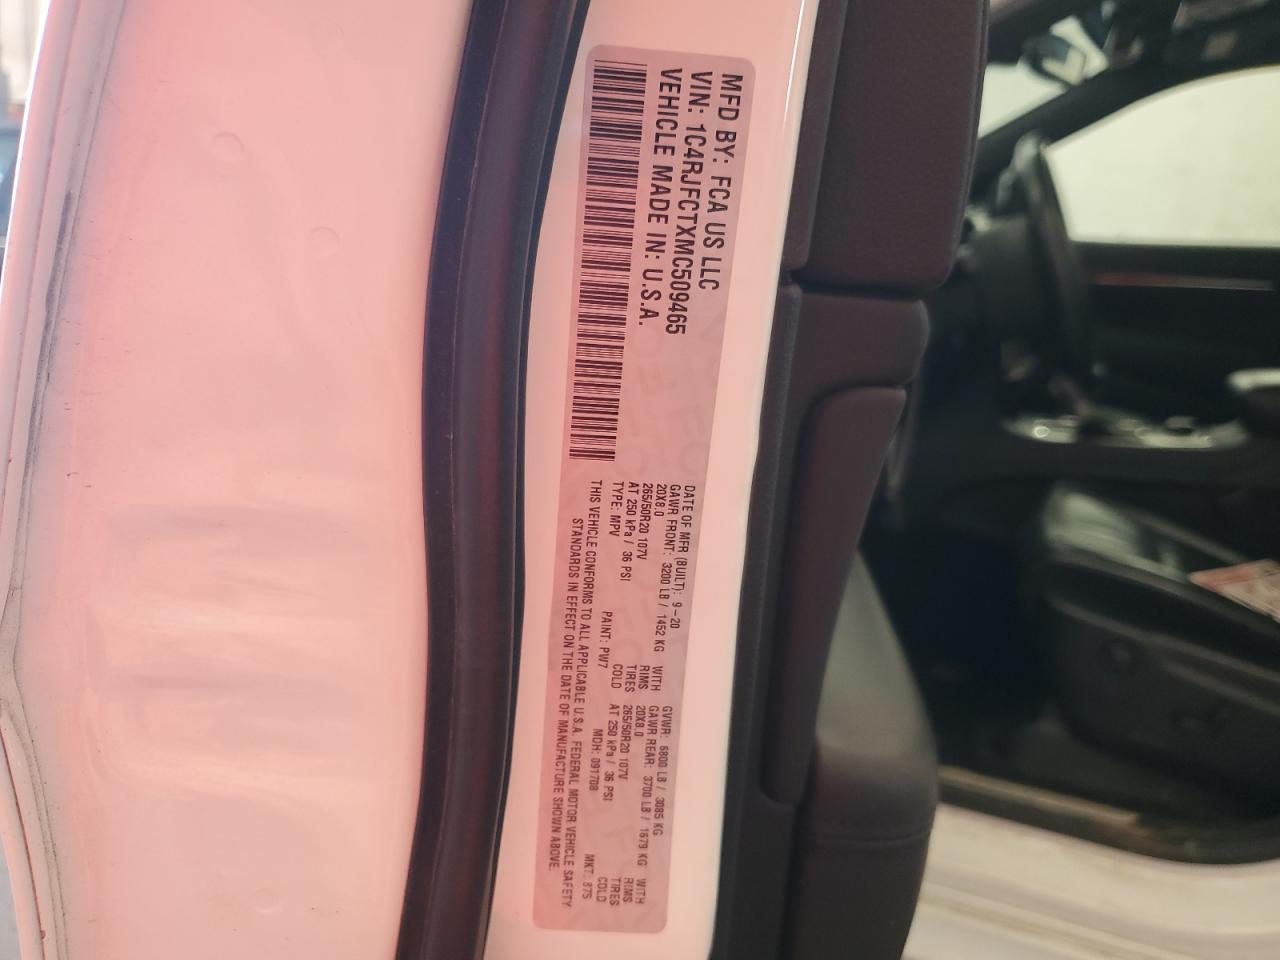 MFD BY: FCA US LLC
VIN: 1C4RJFCTXMC509465
VEHICLE MADE IN: U.S.A.
DATE OF MFR (BUILT): 9-20
GVWR: 6800 LB / 3085 KG
GAWR FRONT: 3200 LB / 1452 KG WITH
GAWR REAR: 3700 LB / 1679 KG WITH
20X8.0 RIMS
20X8.0 RIMS
265/50R20 107V TIRES
265/50R20 107V TIRES
AT 250 kPa / 36 PSI COLD
AT 250 kPa / 36 PSI COLD
TYPE: MPV PAINT: PW7 MDH: 091708 MKT: 875
THIS VEHICLE CONFORMS TO ALL APPLICABLE U.S.A. FEDERAL MOTOR VEHICLE SAFETY
STANDARDS IN EFFECT ON THE DATE OF MANUFACTURE SHOWN ABOVE.